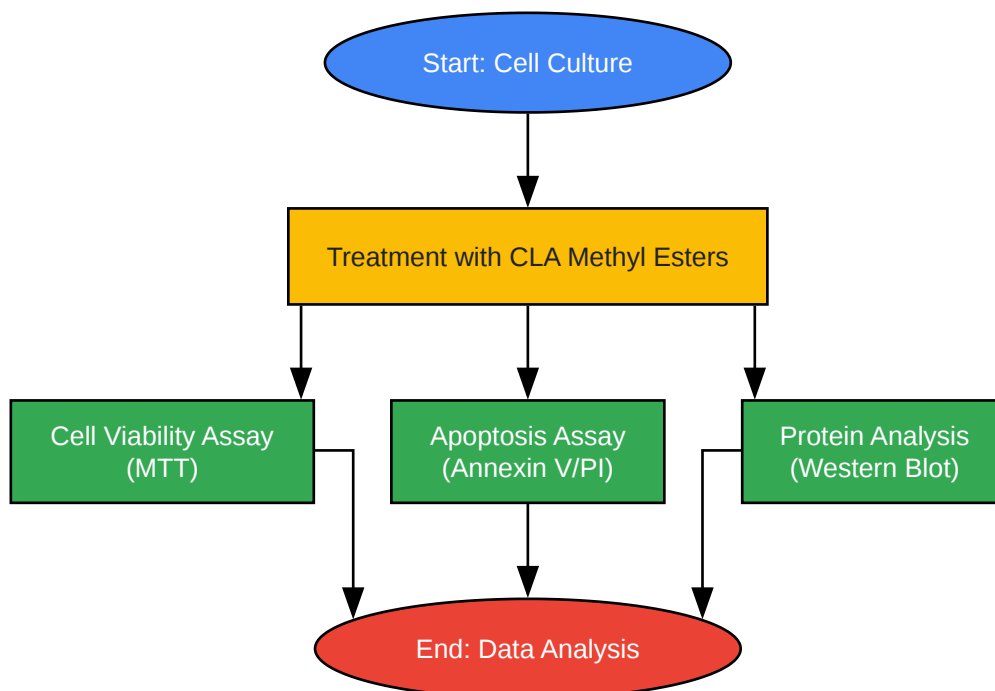 Start: Cell Culture
Treatment with CLA Methyl Esters
Cell Viability Assay
(MTT)
Apoptosis Assay
(Annexin V/PI)
Protein Analysis
(Western Blot)
End: Data Analysis